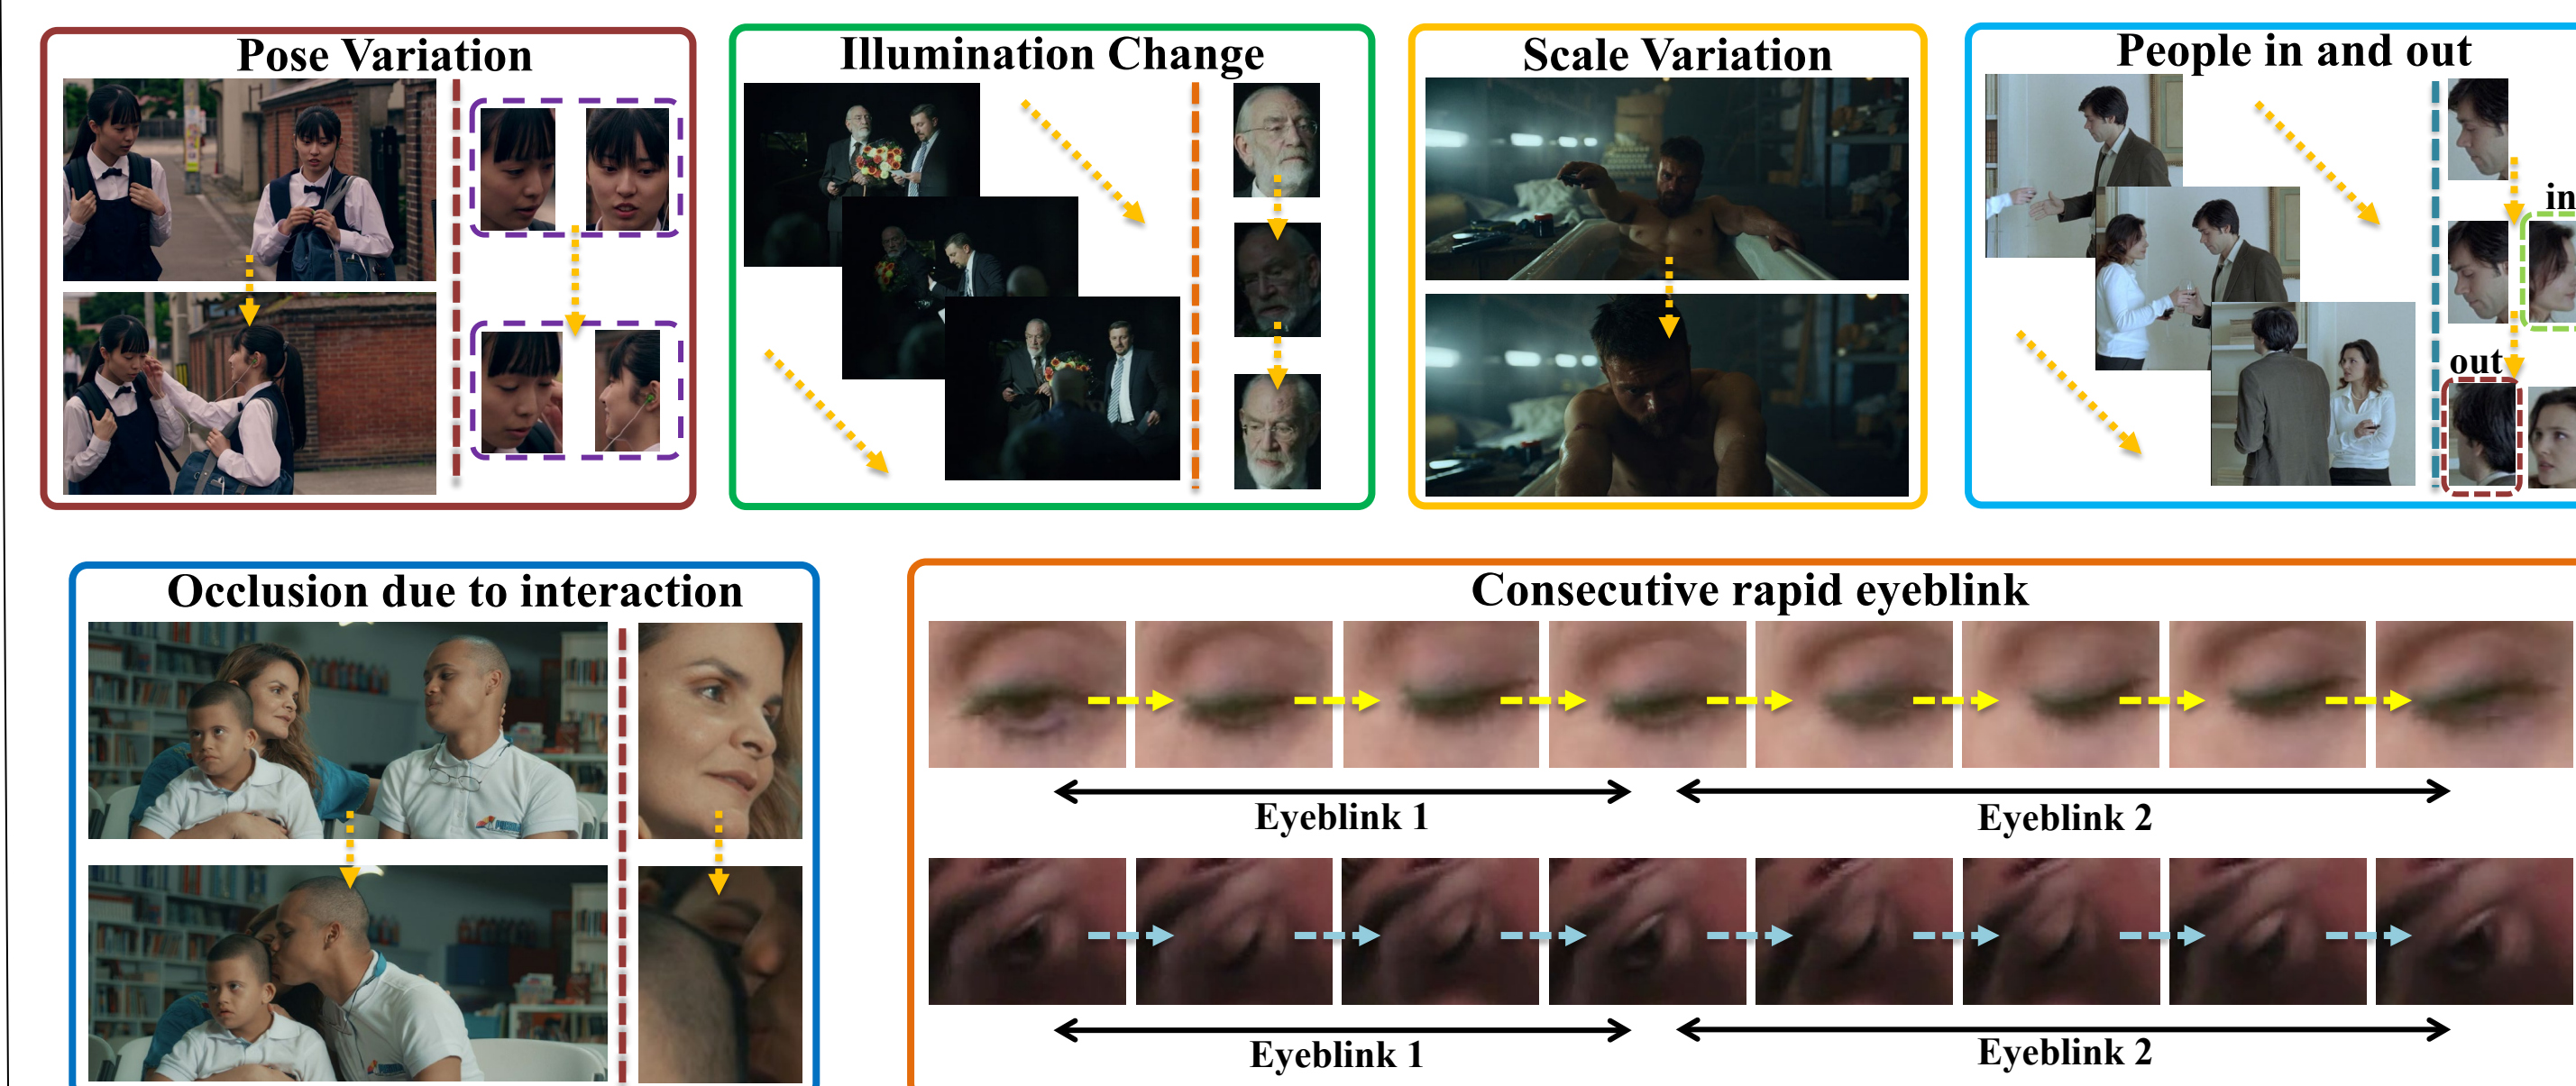 Pose Variation
Illumination Change
Scale Variation
People in and out
in
out
Occlusion due to interaction
Consecutive rapid eyeblink
Eyeblink 1
Eyeblink 2
Eyeblink 1
Eyeblink 2